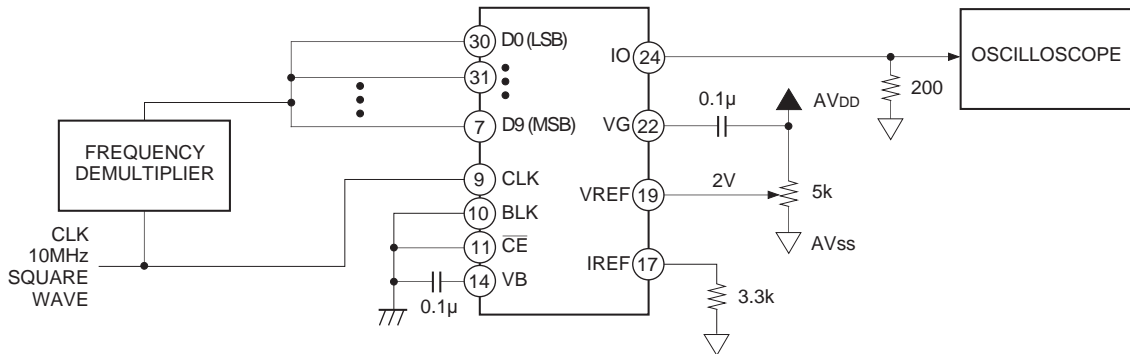 30 D0 (LSB)
31
7 D9 (MSB)
9 CLK
10 BLK
11 CE
14 VB
0.1µ
FREQUENCY
DEMULTIPLIER
CLK
10MHz
SQUARE
WAVE
IO 24
VG 22
VREF 19
IREF 17
0.1µ
AVDD
2V
5k
AVSS
3.3k
200
OSCILLOSCOPE